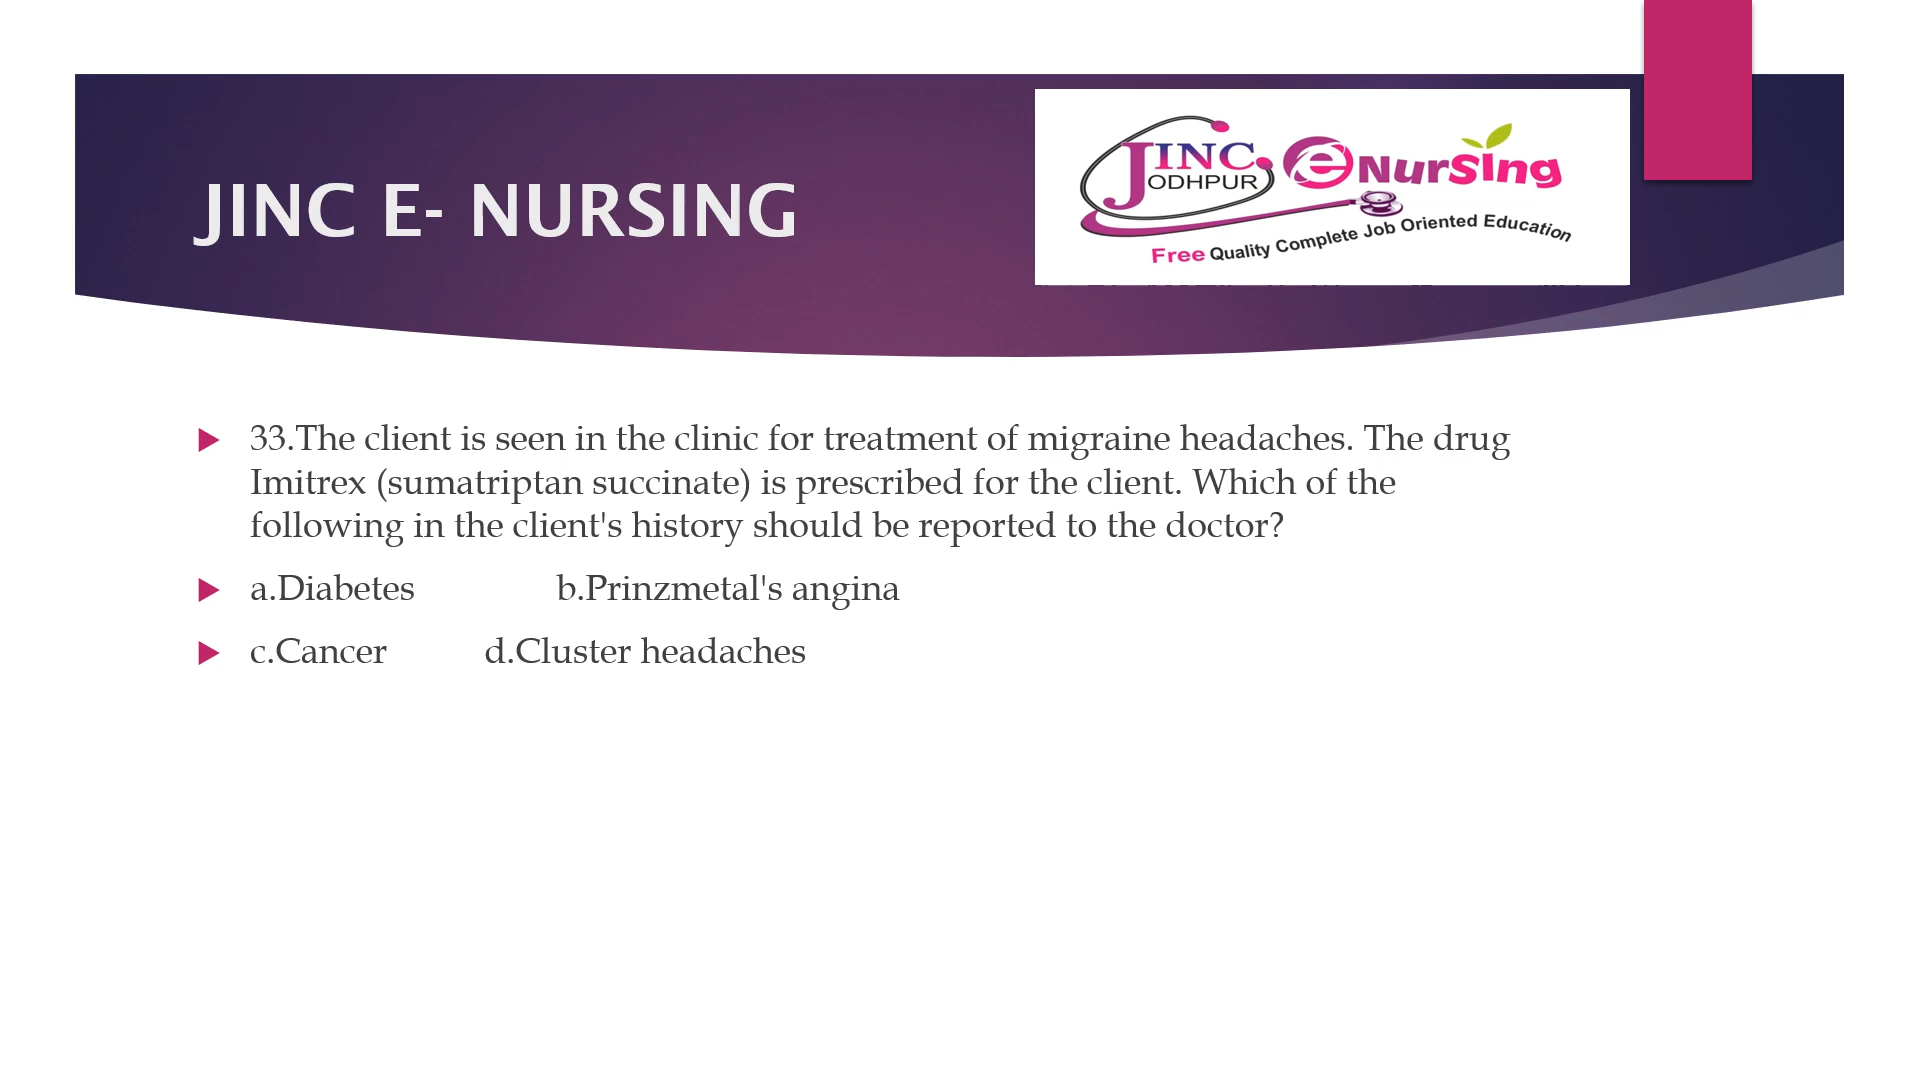 JINC E- NURSING
JINC
ODHPUR
eNursing
Free Quality Complete Job Oriented Education
33.The client is seen in the clinic for treatment of migraine headaches. The drug
Imitrex (sumatriptan succinate) is prescribed for the client. Which of the
following in the client's history should be reported to the doctor?
a.Diabetes b.Prinzmetal's angina
c.Cancer d.Cluster headaches